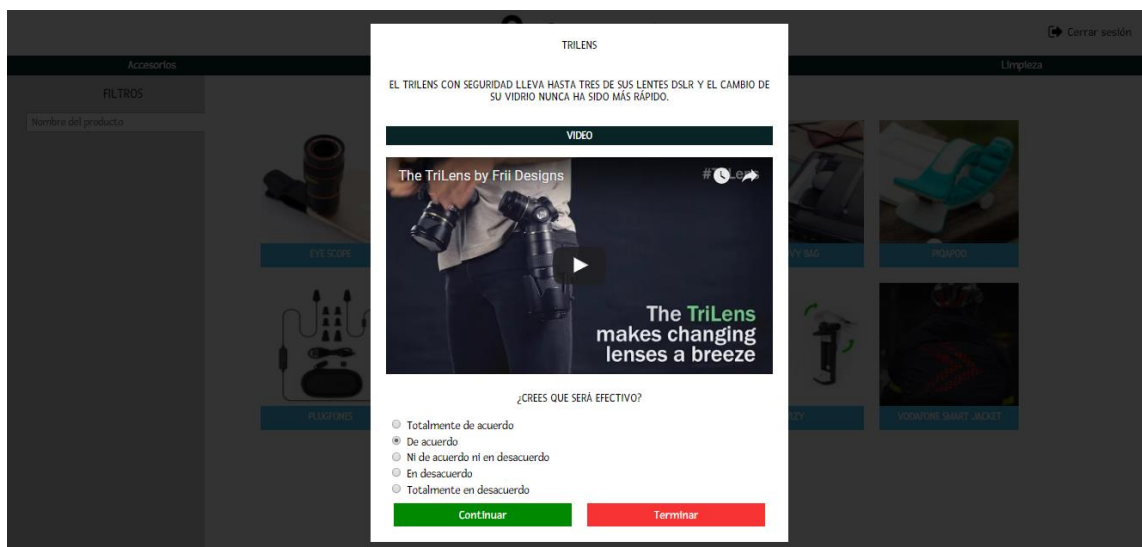 Cerrar sesión
Accesorios
Limpieza
FILTROS
Nombre del producto
EYE SCOPE
VY BAG
PIQAPOO
PLUGFONES
VODAFONE SMART JACKET
TRILENS
EL TRILENS CON SEGURIDAD LLEVA HASTA TRES DE SUS LENTES DSLR Y EL CAMBIO DE
SU VIDRIO NUNCA HA SIDO MÁS RÁPIDO.
VIDEO
The TriLens by Frii Designs
The TriLens
makes changing
lenses a breeze
¿CREES QUE SERÁ EFECTIVO?
Totalmente de acuerdo
De acuerdo
Ni de acuerdo ni en desacuerdo
En desacuerdo
Totalmente en desacuerdo
Continuar
Terminar